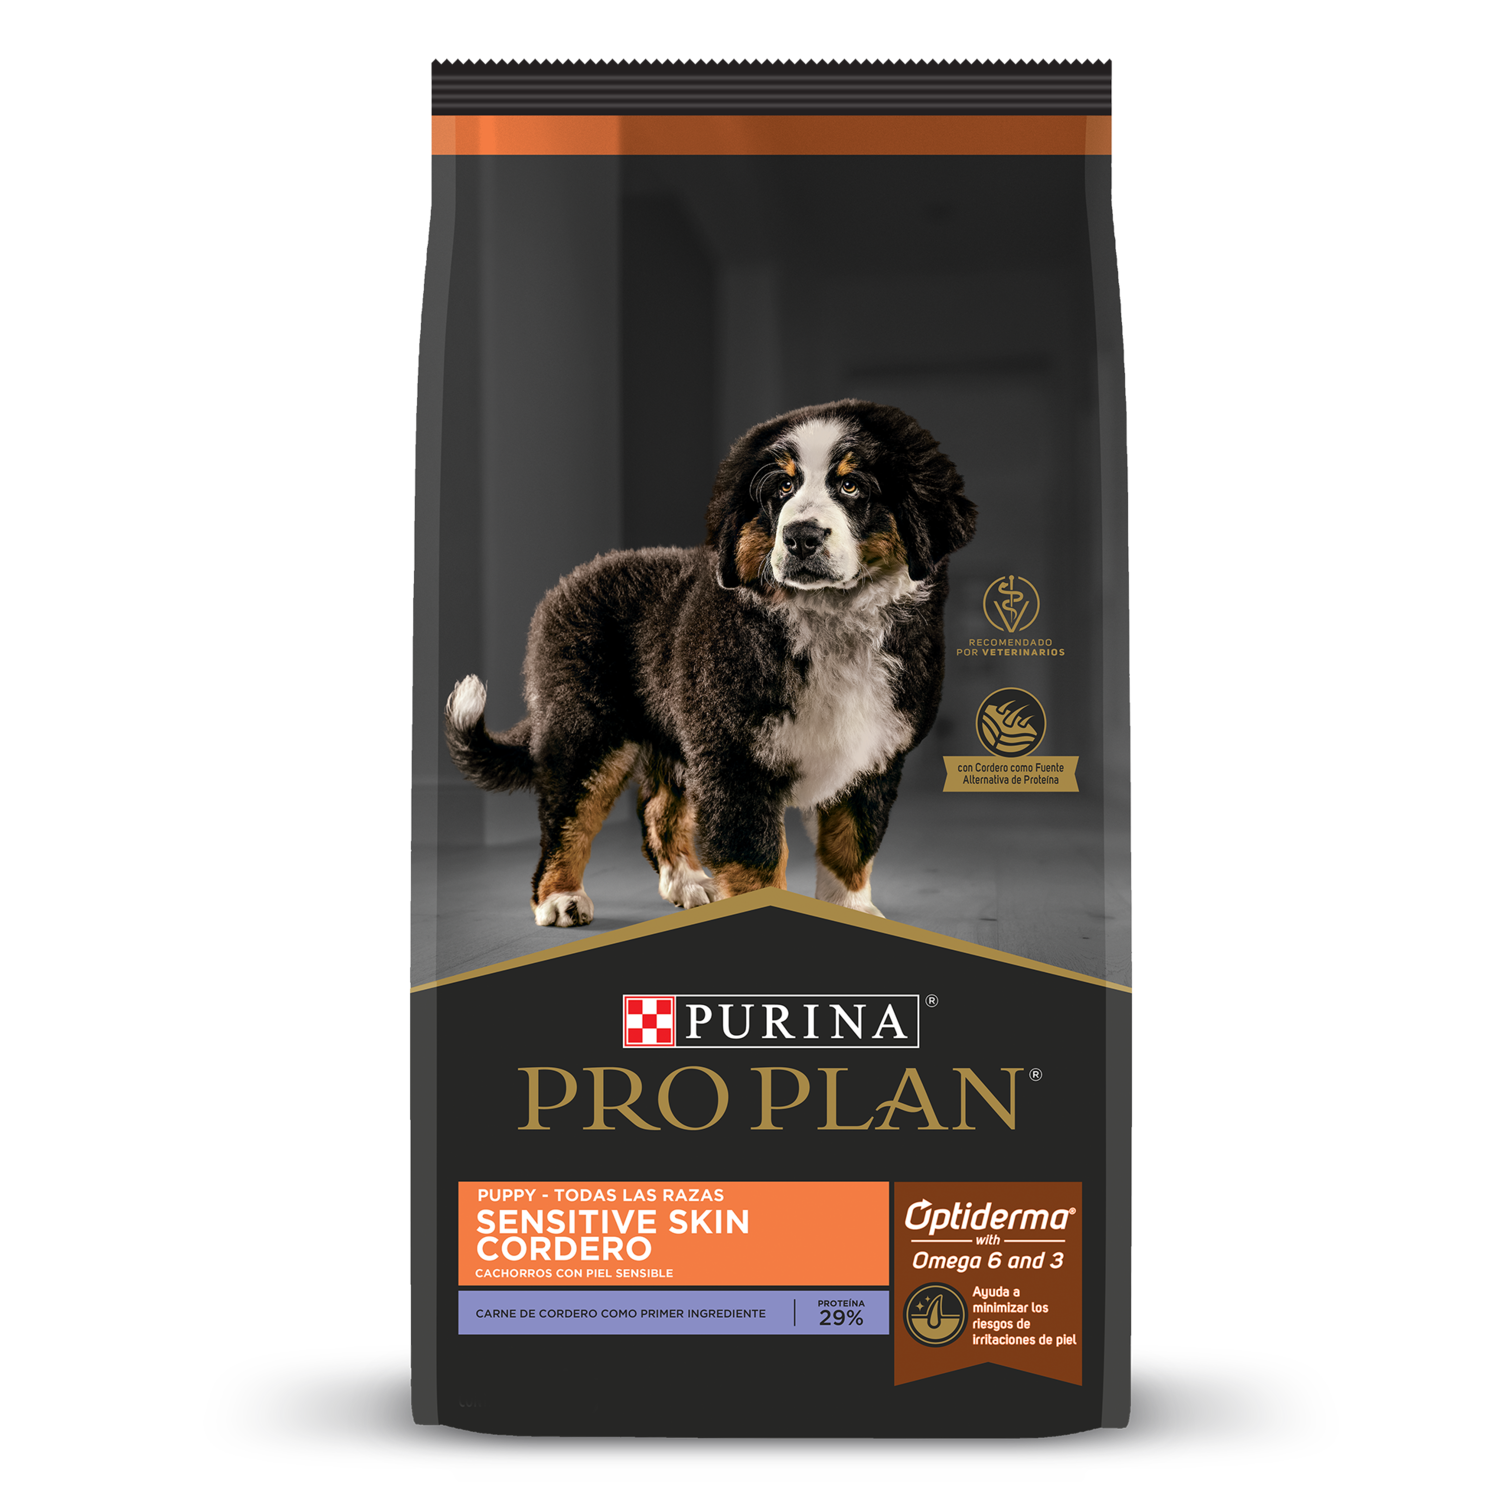 RECOMENDADO
POR VETERINARIOS
con Cordero como Fuente
Alternativa de Proteína
PURINA®
PRO PLAN®
PUPPY - TODAS LAS RAZAS
SENSITIVE SKIN
CORDERO
CACHORROS CON PIEL SENSIBLE
CARNE DE CORDERO COMO PRIMER INGREDIENTE
PROTEÍNA
29%
Optiderma®
with
Omega 6 and 3
Ayuda a
minimizar los
riesgos de
irritaciones de piel